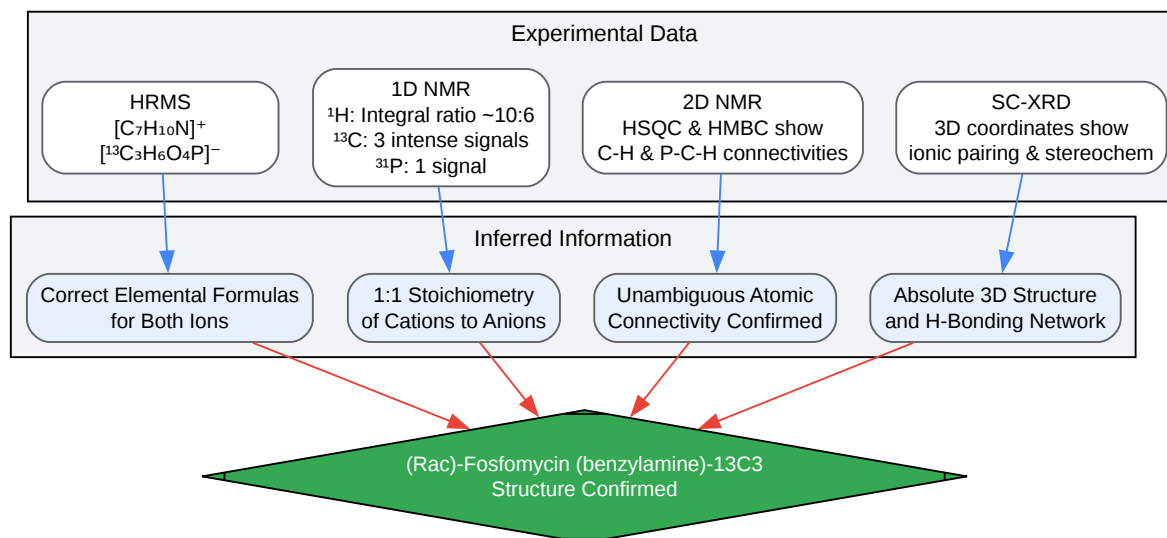 Experimental Data
HRMS
[C₇H₁₀N]⁺
[¹³C₃H₆O₄P]⁻
1D NMR
¹H: Integral ratio ~10:6
¹³C: 3 intense signals
³¹P: 1 signal
2D NMR
HSQC & HMBC show
C-H & P-C-H connectivities
SC-XRD
3D coordinates show
ionic pairing & stereochem
Inferred Information
Correct Elemental Formulas
for Both Ions
1:1 Stoichiometry
of Cations to Anions
Unambiguous Atomic
Connectivity Confirmed
Absolute 3D Structure
and H-Bonding Network
(Rac)-Fosfomycin (benzylamine)-13C3
Structure Confirmed